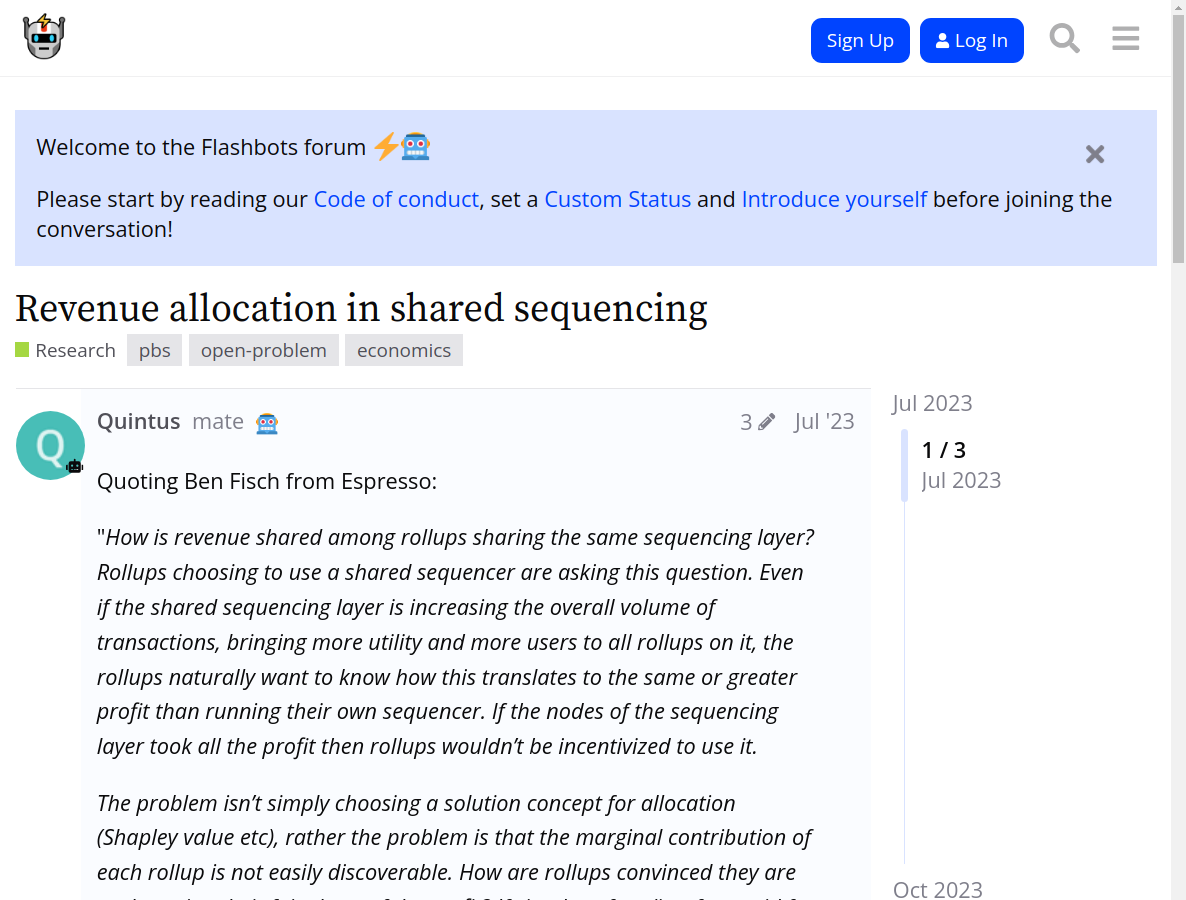 Sign Up
Log In
Welcome to the Flashbots forum
Please start by reading our Code of conduct, set a Custom Status and Introduce yourself before joining the
conversation!
Revenue allocation in shared sequencing
Research pbs open-problem economics
Quintus mate 3 Jul '23
Q
Quoting Ben Fisch from Espresso:
"How is revenue shared among rollups sharing the same sequencing layer?
Rollups choosing to use a shared sequencer are asking this question. Even
if the shared sequencing layer is increasing the overall volume of
transactions, bringing more utility and more users to all rollups on it, the
rollups naturally want to know how this translates to the same or greater
profit than running their own sequencer. If the nodes of the sequencing
layer took all the profit then rollups wouldn’t be incentivized to use it.
The problem isn’t simply choosing a solution concept for allocation
(Shapley value etc), rather the problem is that the marginal contribution of
each rollup is not easily discoverable. How are rollups convinced they are
Jul 2023
1 / 3
Jul 2023
Oct 2023